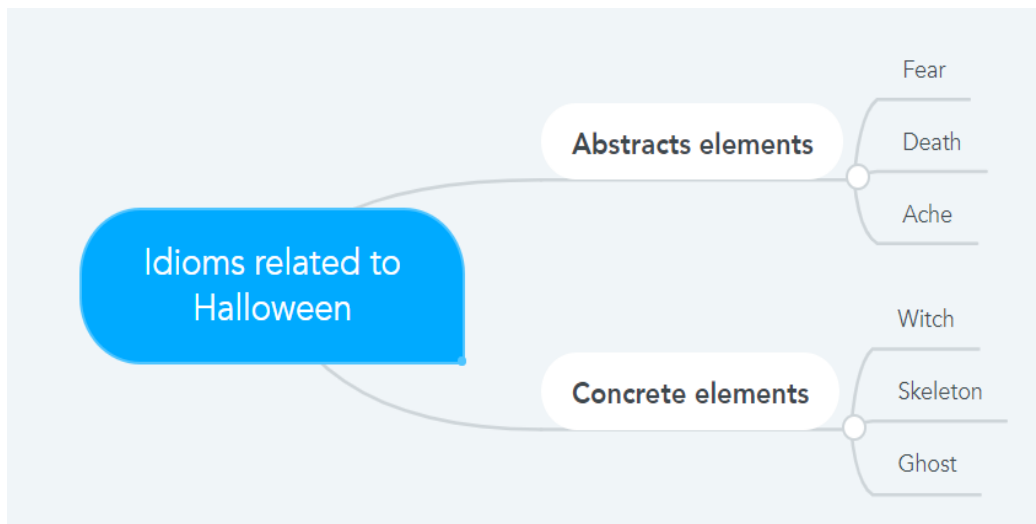 Idioms related to
Halloween
Abstracts elements
Fear
Death
Ache
Concrete elements
Witch
Skeleton
Ghost